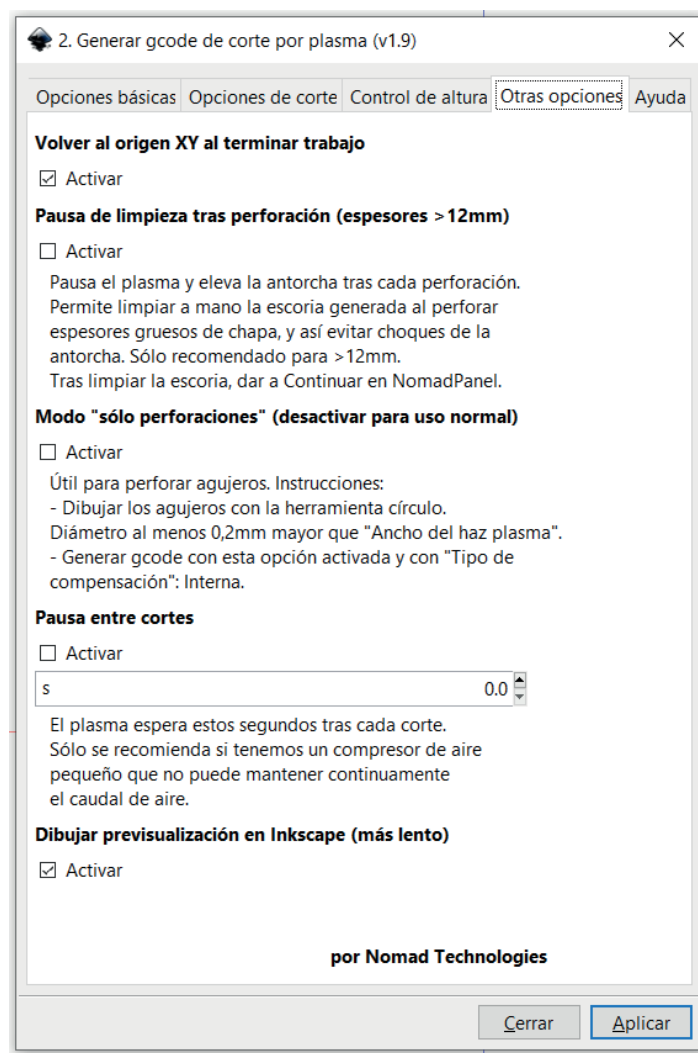 2. Generar gcode de corte por plasma (v1.9)
Opciones básicas Opciones de corte Control de altura Otras opciones Ayuda
Volver al origen XY al terminar trabajo
Activar
Pausa de limpieza tras perforación (espesores >12mm)
Activar
Pausa el plasma y eleva la antorcha tras cada perforación.
Permite limpiar a mano la escoria generada al perforar
espesores gruesos de chapa, y así evitar choques de la
antorcha. Sólo recomendado para >12mm.
Tras limpiar la escoria, dar a Continuar en NomadPanel.
Modo "sólo perforaciones" (desactivar para uso normal)
Activar
Útil para perforar agujeros. Instrucciones:
- Dibujar los agujeros con la herramienta círculo.
Diámetro al menos 0,2mm mayor que "Ancho del haz plasma".
- Generar gcode con esta opción activada y con "Tipo de
compensación": Interna.
Pausa entre cortes
Activar
s 0.0
El plasma espera estos segundos tras cada corte.
Sólo se recomienda si tenemos un compresor de aire
pequeño que no puede mantener continuamente
el caudal de aire.
Dibujar previsualización en Inkscape (más lento)
Activar
por Nomad Technologies
Cerrar Aplicar